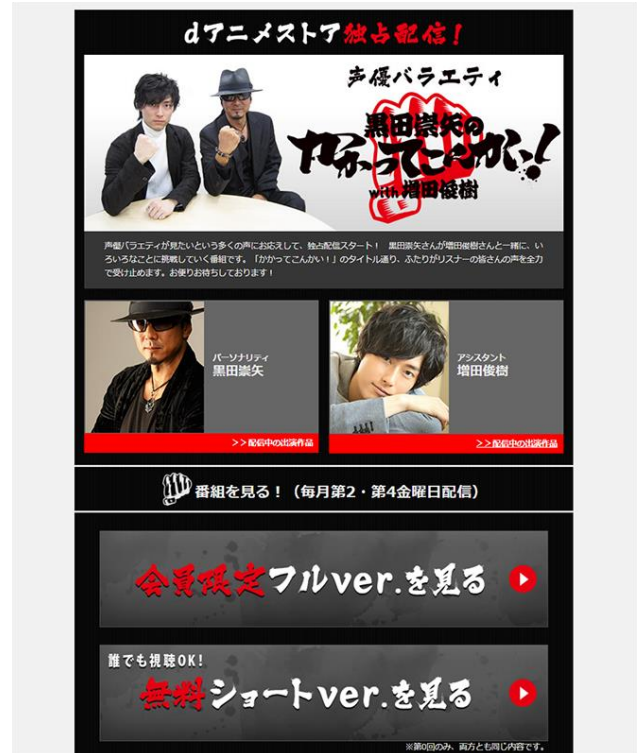 dアニメストア独占配信!
声優バラエティ
黒田崇矢の
かかってこんかい!
with 増田俊樹
声優バラエティが見たいという多くの声にお応えして、独占配信スタート! 黒田崇矢さんが増田俊樹さんと一緒に、い
ろいろなことに挑戦していく番組です。「かかってこんかい!」のタイトル通り、ふたりがリスナーの皆さんの声を全力
で受け止めます。お便りお待ちしております!
パーソナリティ
黒田崇矢
>>配信中の出演作品
アシスタント
増田俊樹
>>配信中の出演作品
番組を見る!(毎月第2・第4金曜日配信)
会員限定フルver.を見る
誰でも視聴OK!
無料ショートver.を見る
※第0回のみ、両方とも同じ内容です。